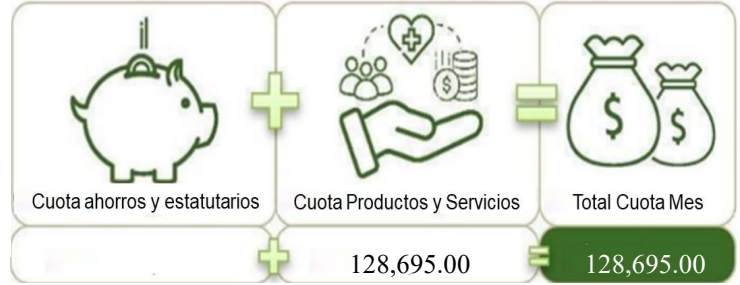 Cuota ahorros y estatutarios
Cuota Productos y Servicios
Total Cuota Mes
128,695.00
128,695.00